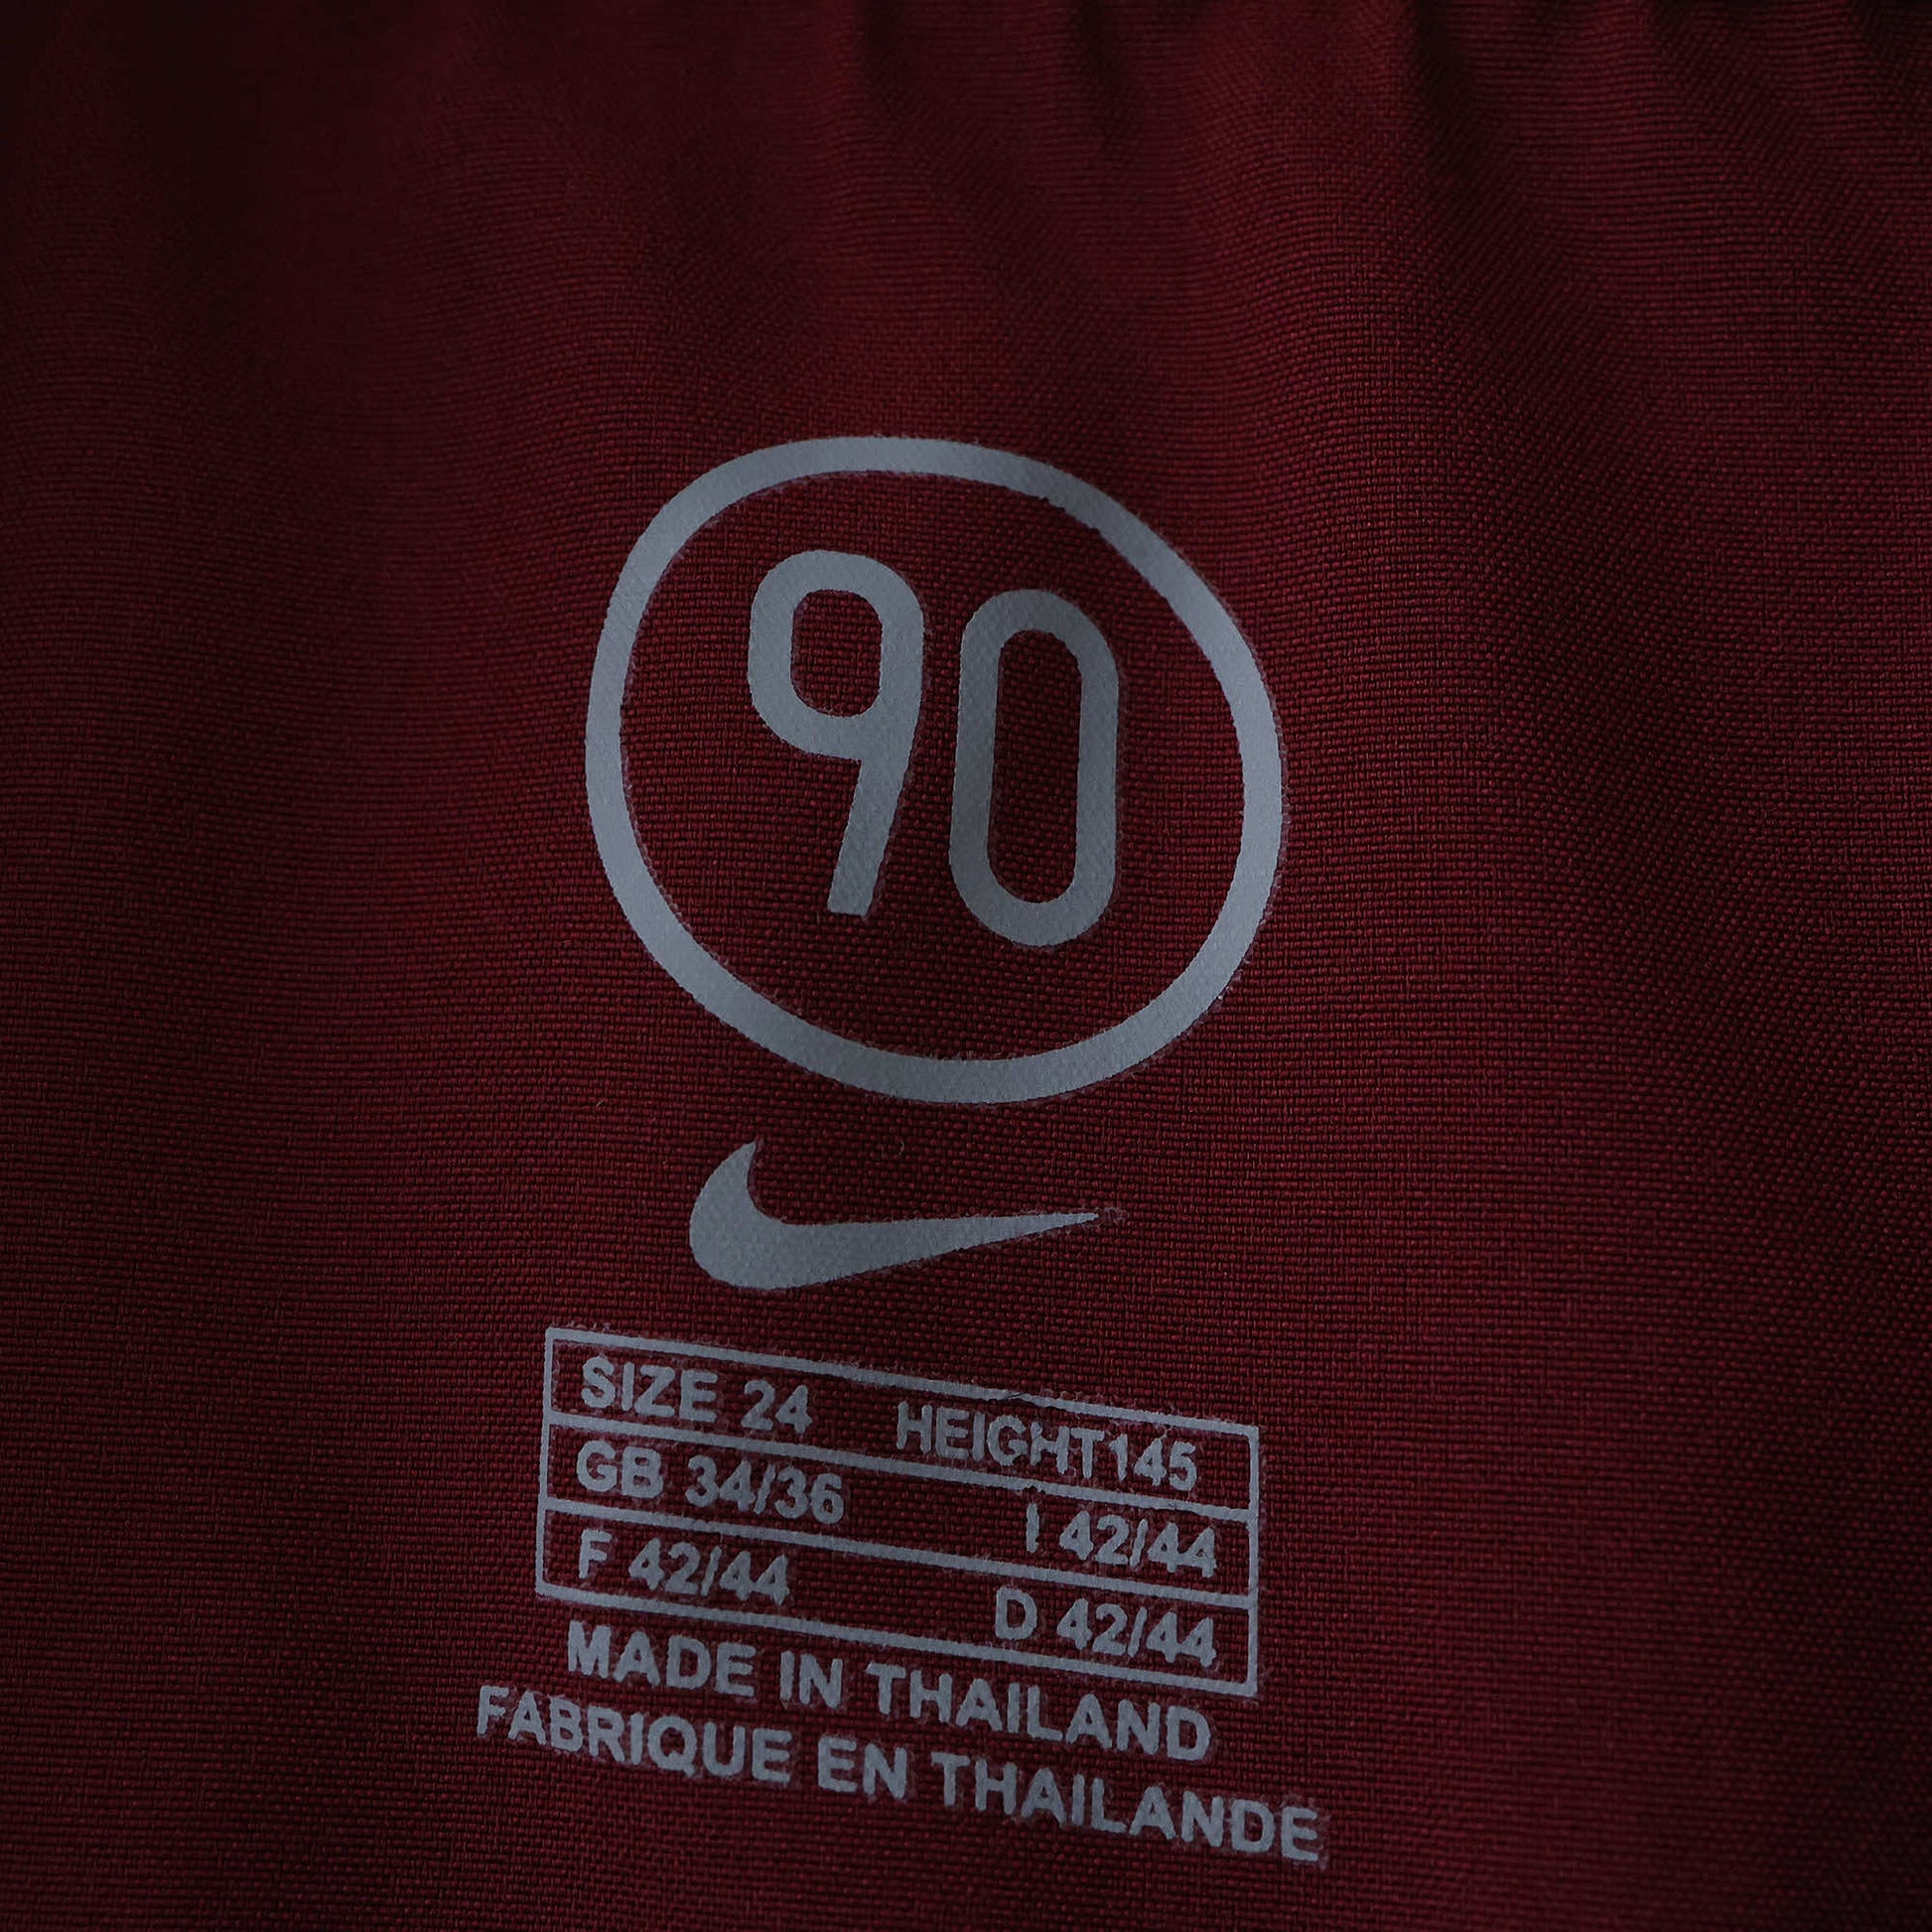 90
SIZE 24 HEIGHT145
GB 34/36 I 42/44
F 42/44 D 42/44
MADE IN THAILAND
FABRIQUE EN THAILANDE